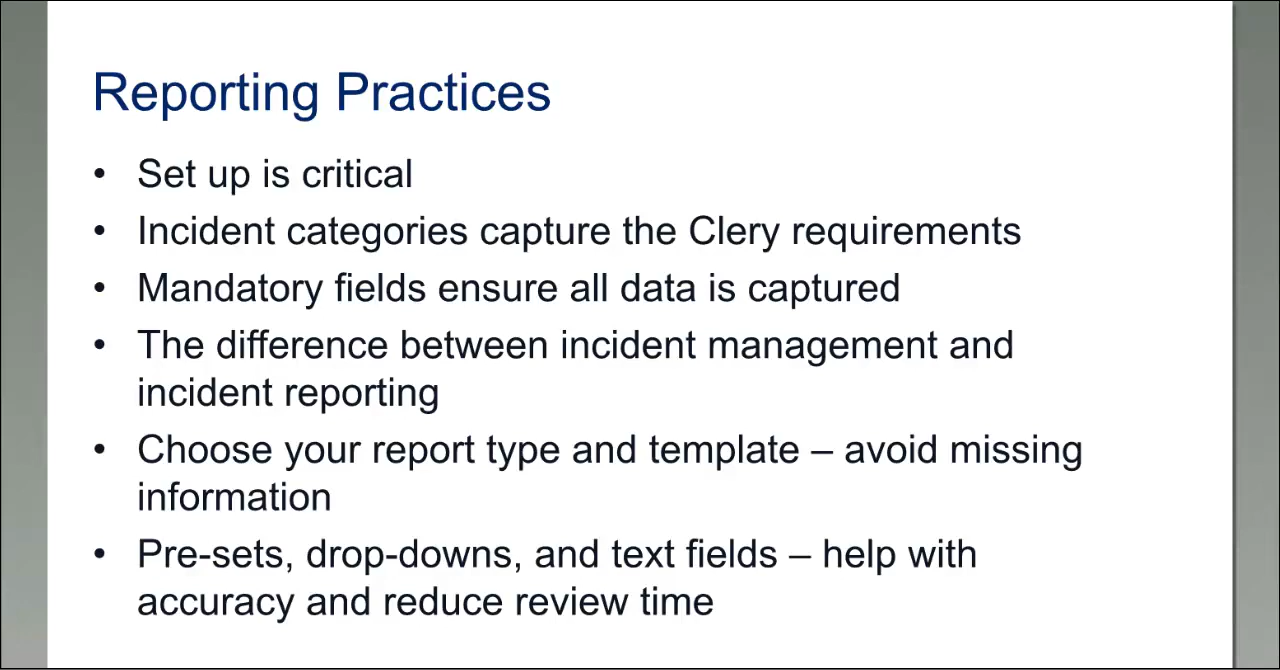 Reporting Practices
• Set up is critical
• Incident categories capture the Clery requirements
• Mandatory fields ensure all data is captured
• The difference between incident management and
incident reporting
• Choose your report type and template – avoid missing
information
• Pre-sets, drop-downs, and text fields – help with
accuracy and reduce review time